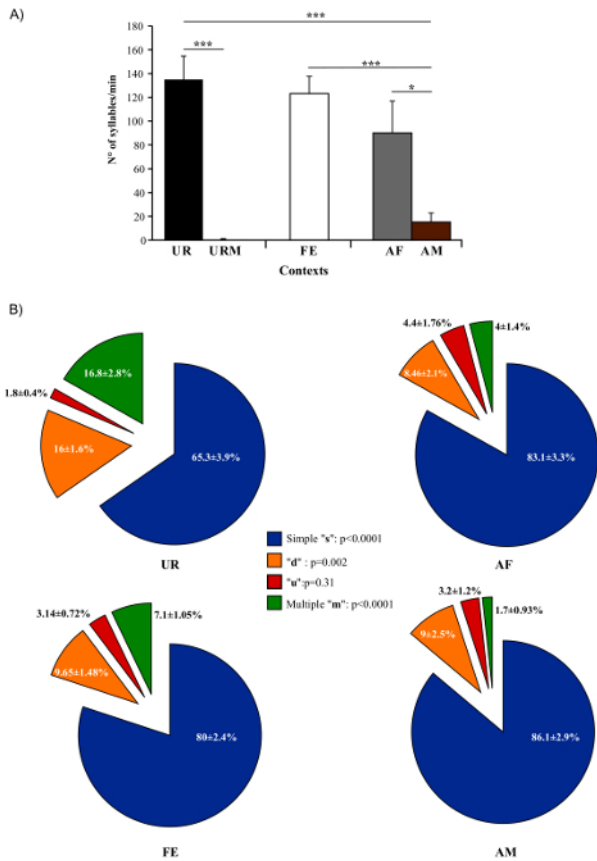 A)
***
***
***
*
N° of syllables/min
180
160
140
120
100
80
60
40
20
0
UR URM FE AF AM
Contexts
B)
16.8±2.8%
1.8±0.4%
16±1.6%
65.3±3.9%
UR
4.4±1.76%
4±1.4%
8.46±2.1%
83.1±3.3%
AF
Simple "s": p<0.0001
"d" : p=0.002
"u":p=0.31
Multiple "m": p<0.0001
3.14±0.72%
7.1±1.05%
9.65±1.48%
80±2.4%
FE
3.2±1.2%
1.7±0.93%
9±2.5%
86.1±2.9%
AM